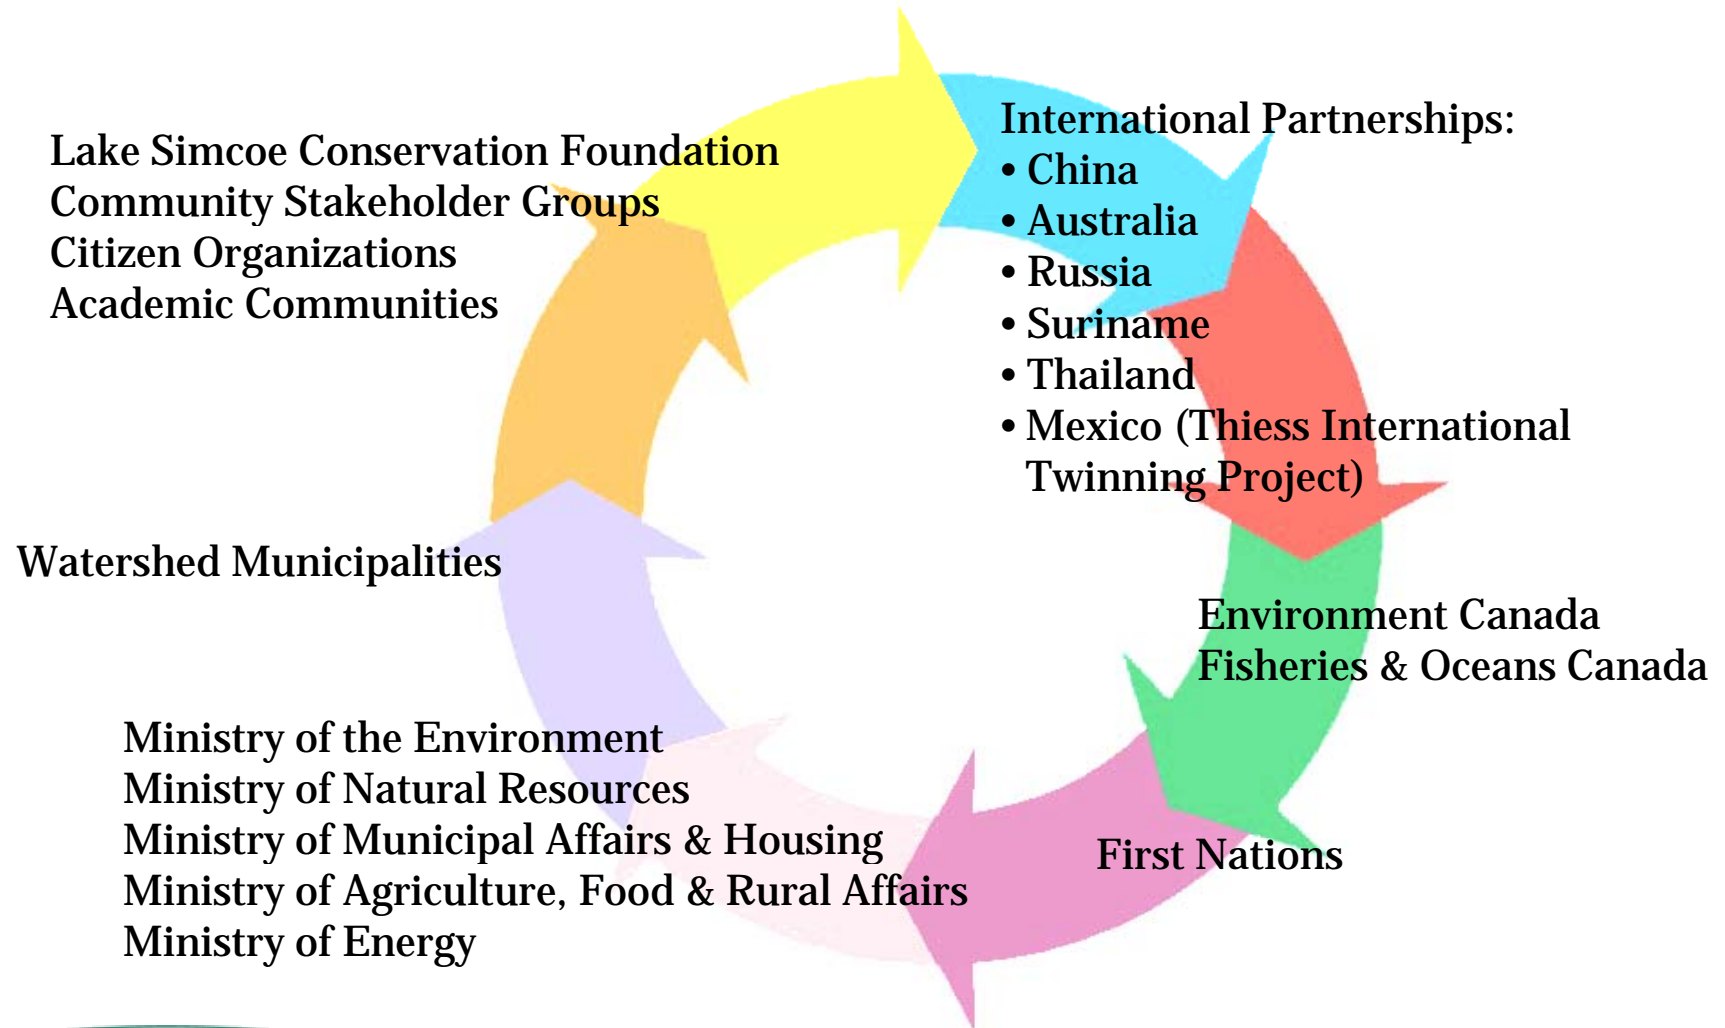 Lake Simcoe Conservation Foundation
Community Stakeholder Groups
Citizen Organizations
Academic Communities
International Partnerships:
• China
• Australia
• Russia
• Suriname
• Thailand
• Mexico (Thiess International
Twinning Project)
Watershed Municipalities
Environment Canada
Fisheries & Oceans Canada
Ministry of the Environment
Ministry of Natural Resources
Ministry of Municipal Affairs & Housing
Ministry of Agriculture, Food & Rural Affairs
Ministry of Energy
First Nations